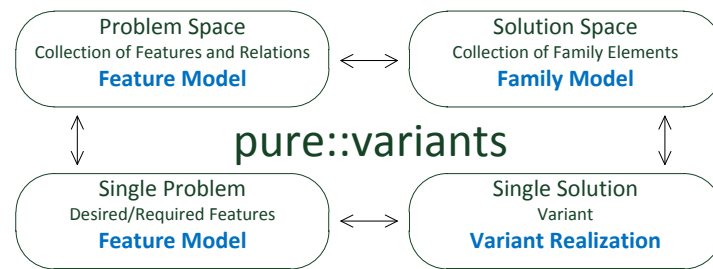 Problem Space
Collection of Features and Relations
Feature Model
Solution Space
Collection of Family Elements
Family Model
pure::variants
Single Problem
Desired/Required Features
Feature Model
Single Solution
Variant
Variant Realization